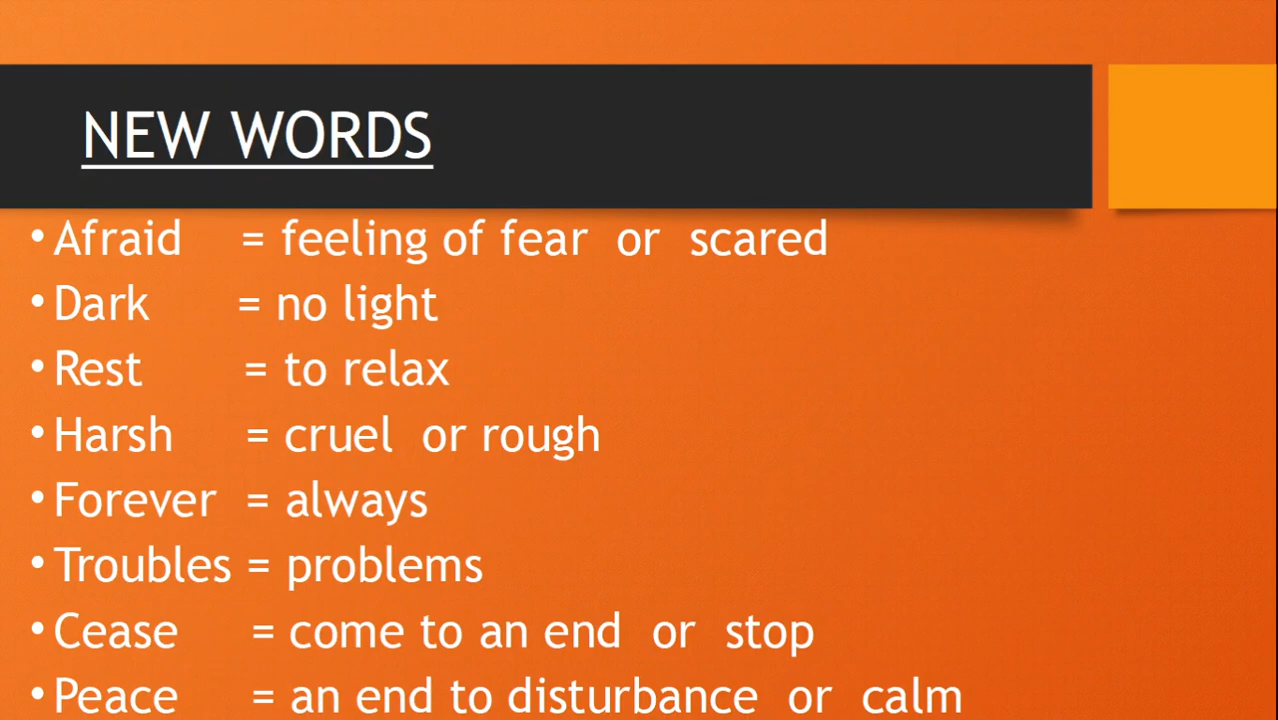 NEW WORDS
• Afraid = feeling of fear or scared
• Dark = no light
• Rest = to relax
• Harsh = cruel or rough
• Forever = always
• Troubles = problems
• Cease = come to an end or stop
• Peace = an end to disturbance or calm